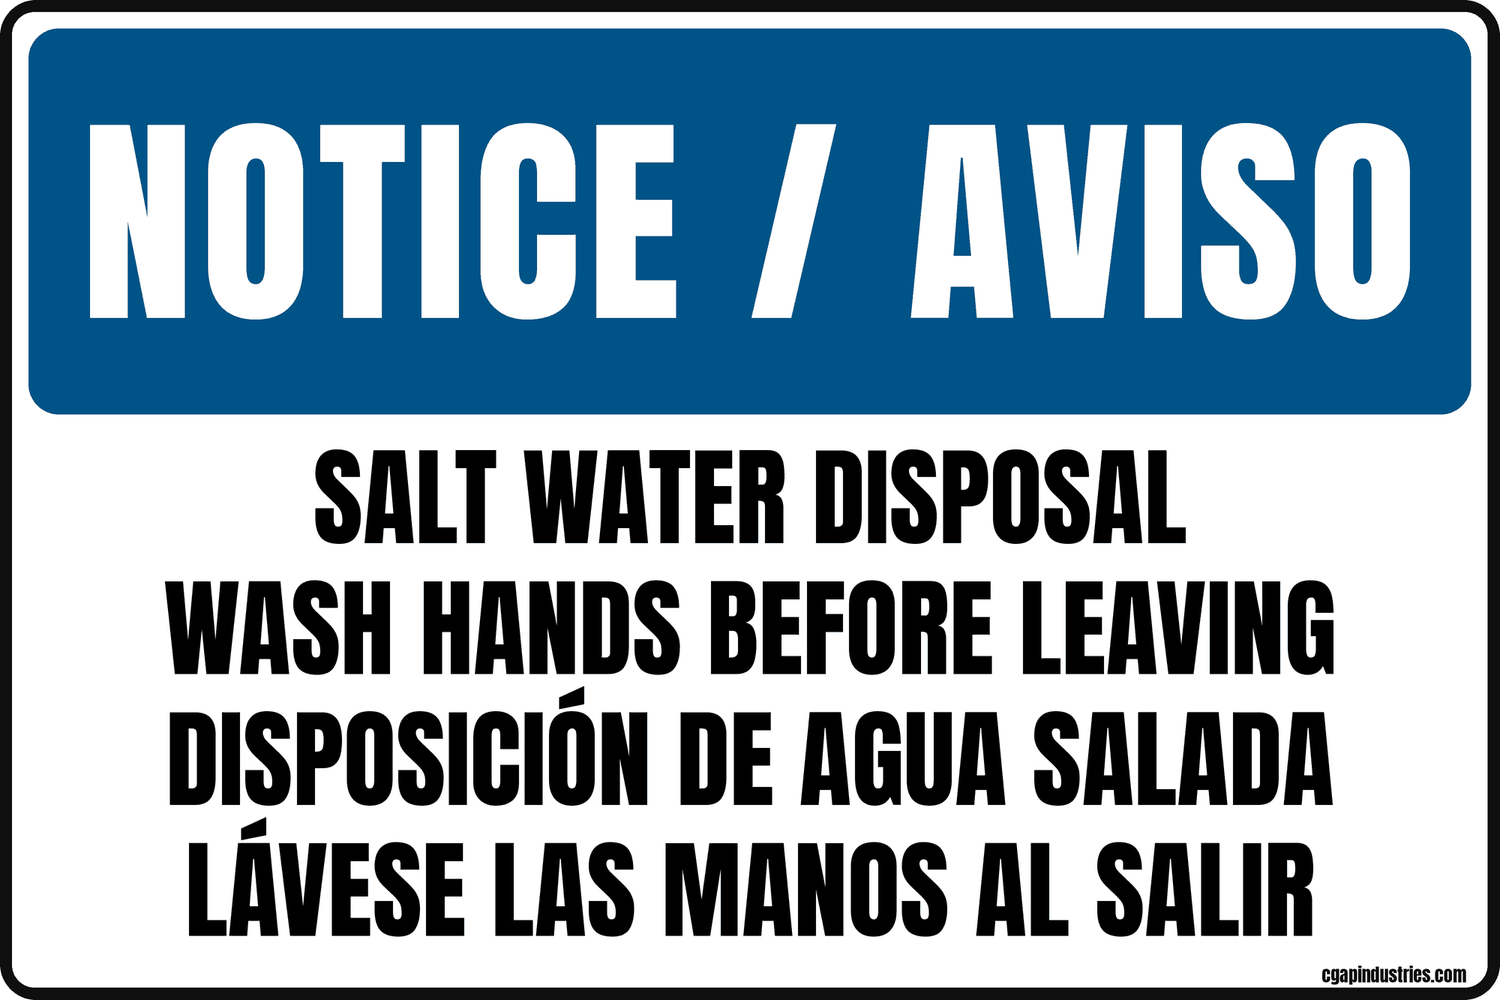 NOTICE / AVISO
SALT WATER DISPOSAL
WASH HANDS BEFORE LEAVING
DISPOSICIÓN DE AGUA SALADA
LÁVESE LAS MANOS AL SALIR
cgapindustries.com